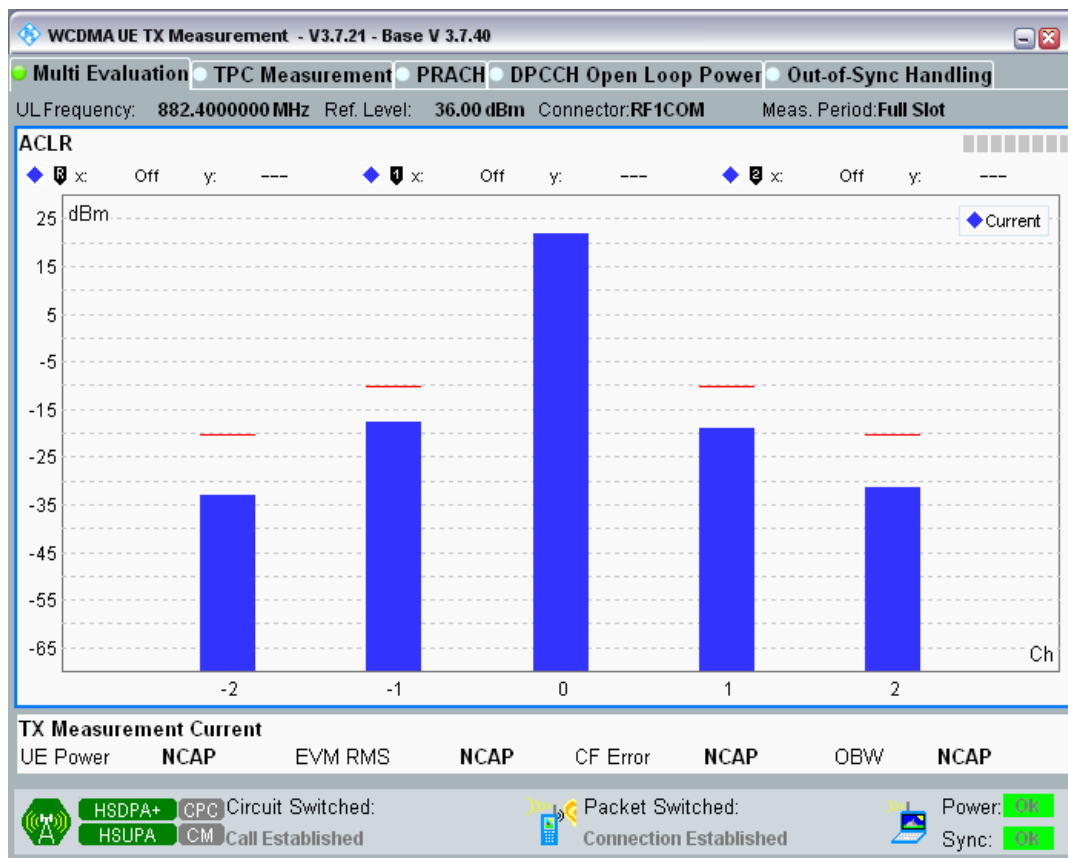 WCDMA UE TX Measurement - V3.7.21 - Base V 3.7.40
Multi Evaluation TPC Measurement PRACH DPCCH Open Loop Power Out-of-Sync Handling
UL Frequency: 882.4000000 MHz Ref. Level: 36.00 dBm Connector:RF1COM Meas. Period:Full Slot
ACLR
R x: Off y: --- 1 x: Off y: --- 2 x: Off y: ---
dBm
Current
25
15
5
-5
-15
-25
-35
-45
-55
-65
Ch
-2 -1 0 1 2
TX Measurement Current
UE Power NCAP EVM RMS NCAP CF Error NCAP OBW NCAP
HSDPA+ CPC Circuit Switched: Packet Switched: Power: OK
HSUPA CM Call Established Connection Established Sync: OK